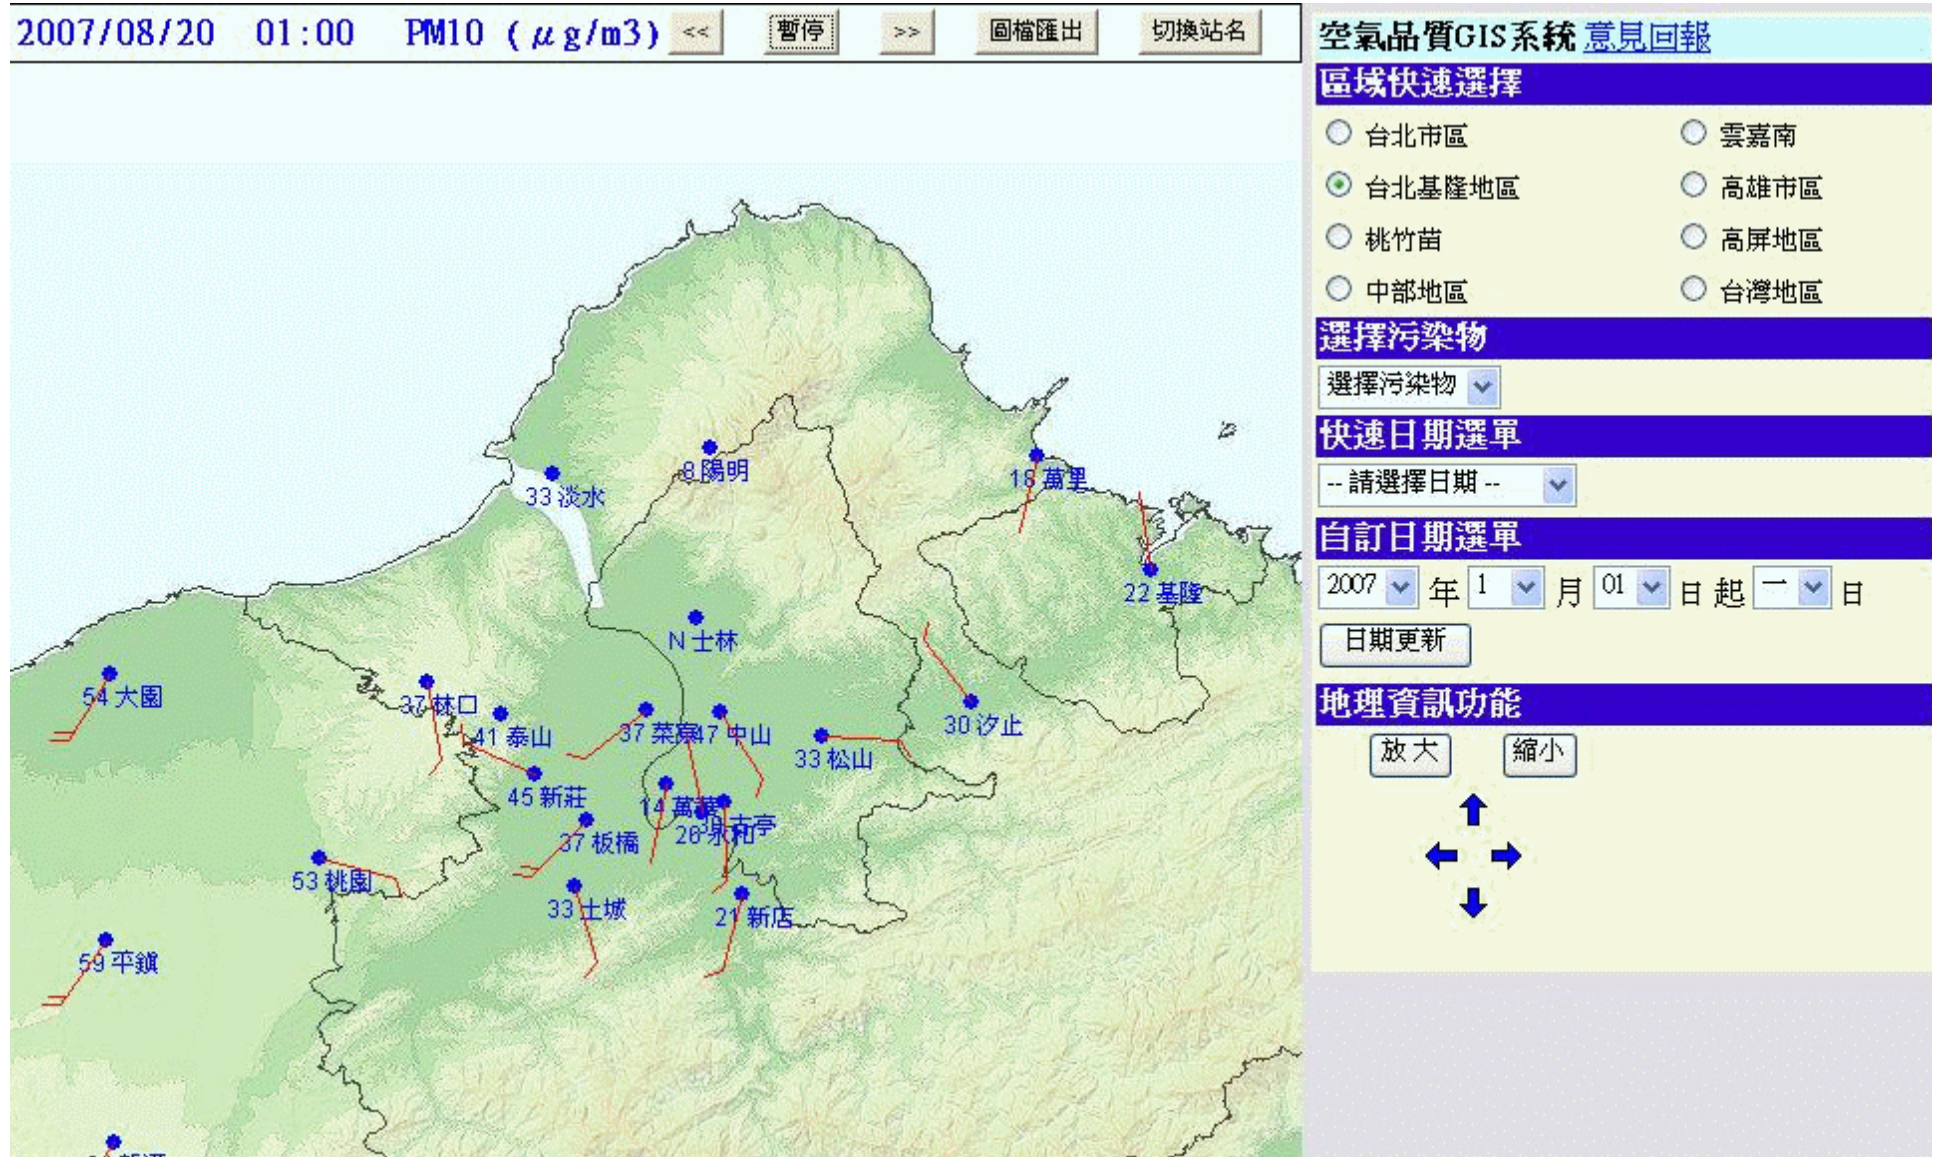 2007/08/20 01:00 PM10 (μg/m3) << 暫停 >> 圖檔匯出 切換站名
空氣品質GIS系統 意見回報
區域快速選擇
台北市區 雲嘉南
台北基隆地區 高雄市區
桃竹苗 高屏地區
中部地區 台灣地區
選擇污染物
選擇污染物
快速日期選單
-- 請選擇日期 --
自訂日期選單
2007 年 1 月 01 日 起 一 日
日期更新
地理資訊功能
放大 縮小
8 陽明
18 萬里
33 淡水
22 基隆
N 士林
54 大園
37 林口
30 汐止
41 泰山
37 菜寮
47 中山
33 松山
45 新莊
14 萬華
古亭
26 永和
37 板橋
53 桃園
33 土城
21 新店
59 平鎮